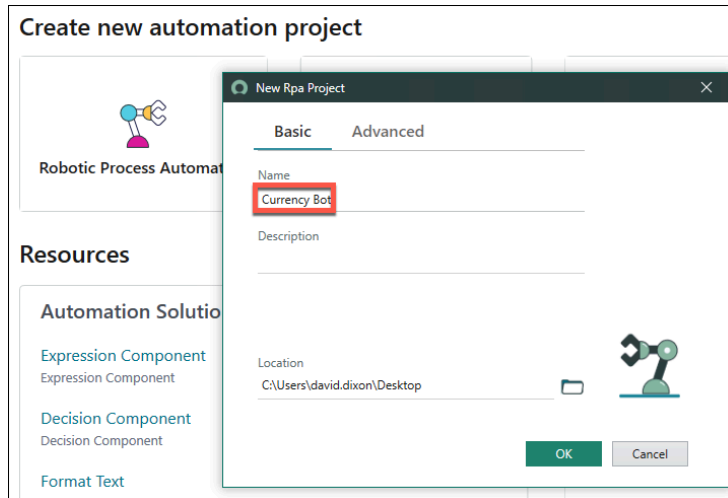 Create new automation project
Robotic Process Automat
Resources
Automation Solutio
Expression Component
Expression Component
Decision Component
Decision Component
Format Text
New Rpa Project
Basic Advanced
Name
Currency Bot
Description
Location
C:\Users\david.dixon\Desktop
OK Cancel